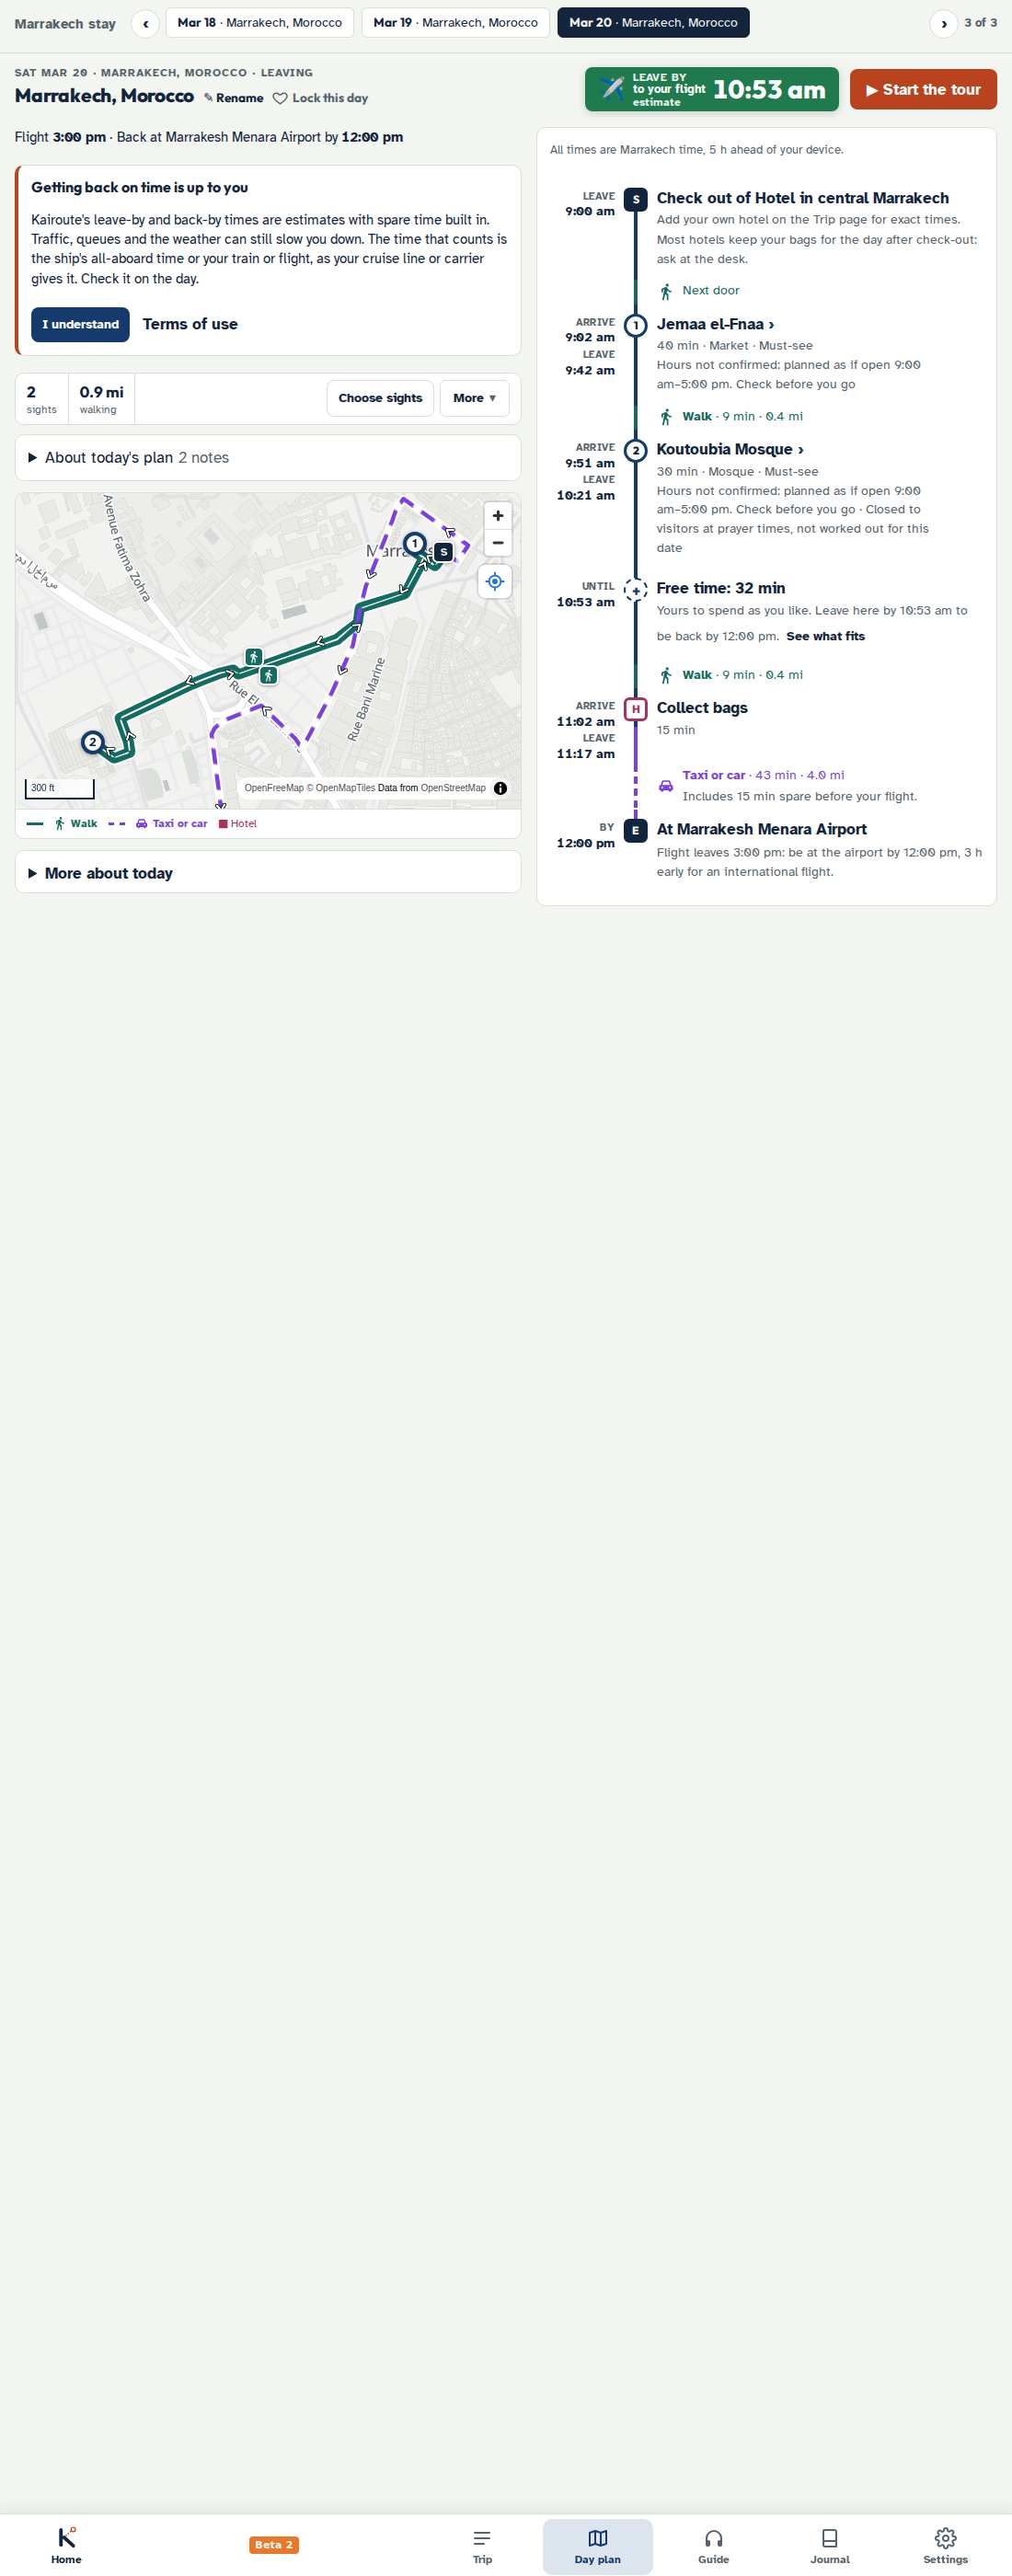 Marrakech stay
‹
Mar 18 · Marrakech, Morocco
Mar 19 · Marrakech, Morocco
Mar 20 · Marrakech, Morocco
›
3 of 3
SAT MAR 20 · MARRAKECH, MOROCCO · LEAVING
Marrakech, Morocco
✎ Rename
Lock this day
LEAVE BY
to your flight
estimate
10:53 am
▶ Start the tour
Flight 3:00 pm · Back at Marrakesh Menara Airport by 12:00 pm
Getting back on time is up to you
Kairoute's leave-by and back-by times are estimates with spare time built in.
Traffic, queues and the weather can still slow you down. The time that counts is
the ship's all-aboard time or your train or flight, as your cruise line or carrier
gives it. Check it on the day.
I understand
Terms of use
2
sights
0.9 mi
walking
Choose sights
More ▼
▶ About today's plan 2 notes
Avenue Fatima Zohra
1
S
+
−
Rue El
Rue Bani Marine
2
300 ft
OpenFreeMap © OpenMapTiles Data from OpenStreetMap
Walk
Taxi or car
Hotel
▶ More about today
All times are Marrakech time, 5 h ahead of your device.
LEAVE
9:00 am
S
Check out of Hotel in central Marrakech
Add your own hotel on the Trip page for exact times.
Most hotels keep your bags for the day after check-out:
ask at the desk.
Next door
ARRIVE
9:02 am
LEAVE
9:42 am
1
Jemaa el-Fnaa ›
40 min · Market · Must-see
Hours not confirmed: planned as if open 9:00
am–5:00 pm. Check before you go
Walk · 9 min · 0.4 mi
ARRIVE
9:51 am
LEAVE
10:21 am
2
Koutoubia Mosque ›
30 min · Mosque · Must-see
Hours not confirmed: planned as if open 9:00
am–5:00 pm. Check before you go · Closed to
visitors at prayer times, not worked out for this
date
UNTIL
10:53 am
+
Free time: 32 min
Yours to spend as you like. Leave here by 10:53 am to
be back by 12:00 pm. See what fits
Walk · 9 min · 0.4 mi
ARRIVE
11:02 am
LEAVE
11:17 am
H
Collect bags
15 min
Taxi or car · 43 min · 4.0 mi
Includes 15 min spare before your flight.
BY
12:00 pm
E
At Marrakesh Menara Airport
Flight leaves 3:00 pm: be at the airport by 12:00 pm, 3 h
early for an international flight.
Home
Beta 2
Trip
Day plan
Guide
Journal
Settings